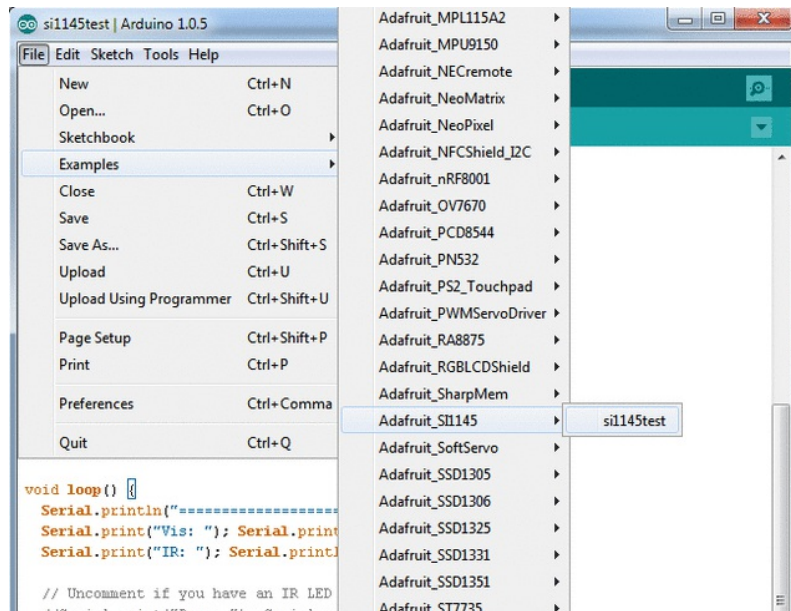 si1145test | Arduino 1.0.5
File Edit Sketch Tools Help
New Ctrl+N
Open... Ctrl+O
Sketchbook
Examples
Close Ctrl+W
Save Ctrl+S
Save As... Ctrl+Shift+S
Upload Ctrl+U
Upload Using Programmer Ctrl+Shift+U
Page Setup Ctrl+Shift+P
Print Ctrl+P
Preferences Ctrl+Comma
Quit Ctrl+Q
Adafruit_MPL115A2
Adafruit_MPU9150
Adafruit_NECremote
Adafruit_NeoMatrix
Adafruit_NeoPixel
Adafruit_NFCShield_I2C
Adafruit_nRF8001
Adafruit_OV7670
Adafruit_PCD8544
Adafruit_PN532
Adafruit_PS2_Touchpad
Adafruit_PWMServoDriver
Adafruit_RA8875
Adafruit_RGBLCDShield
Adafruit_SharpMem
Adafruit_SI1145
si1145test
Adafruit_SoftServo
Adafruit_SSD1305
Adafruit_SSD1306
Adafruit_SSD1325
Adafruit_SSD1331
Adafruit_SSD1351
Adafruit_ST7735
void loop() {
Serial.println("===================
Serial.print("Vis: "); Serial.print
Serial.print("IR: "); Serial.printl
// Uncomment if you have an IR LED